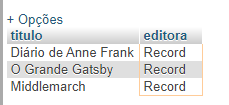 + Opções
titulo editora
Diário de Anne Frank Record
O Grande Gatsby Record
Middlemarch Record